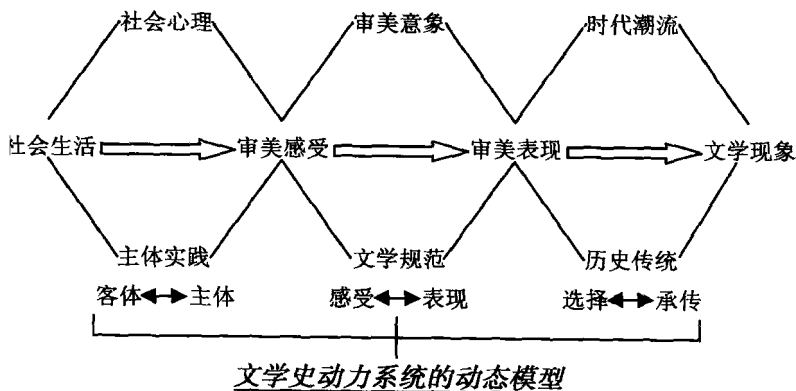 社会心理 审美意象 时代潮流
社会生活 审美感受 审美表现 文学现象
主体实践 文学规范 历史传统
客体 主体 感受 表现 选择 承传
文学史动力系统的动态模型